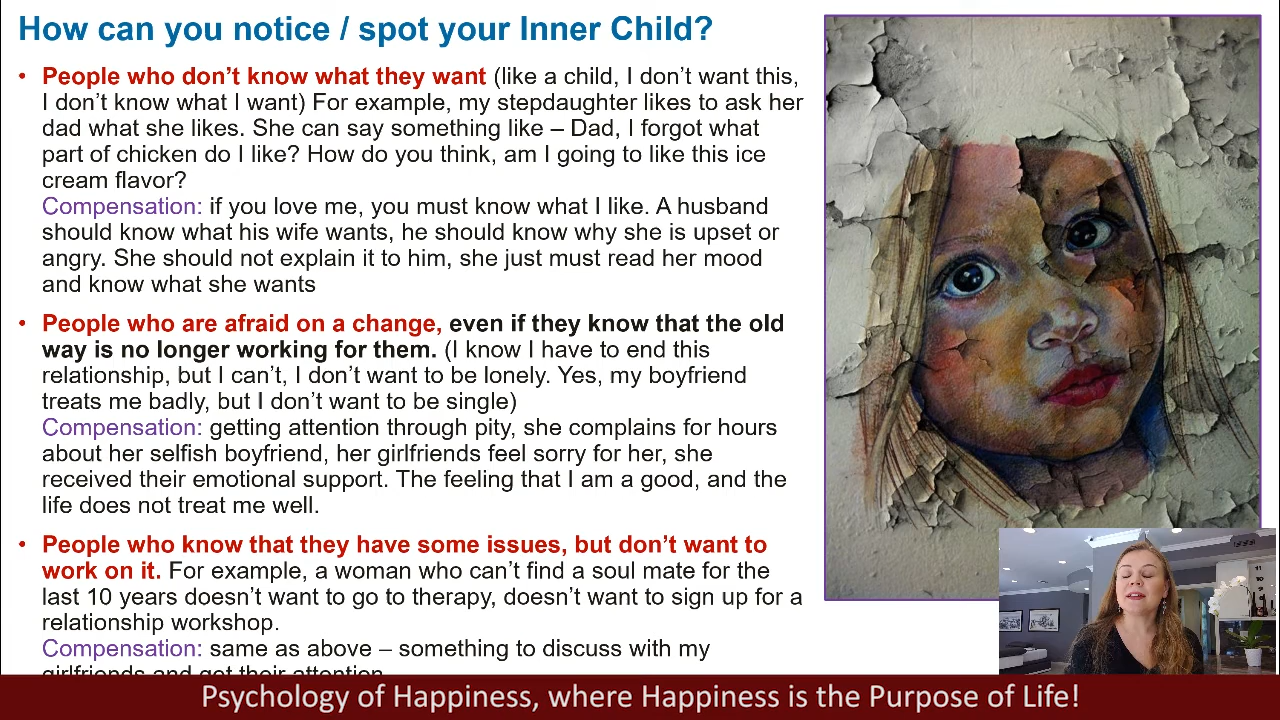 How can you notice / spot your Inner Child?
• People who don't know what they want (like a child, I don't want this,
I don't know what I want) For example, my stepdaughter likes to ask her
dad what she likes. She can say something like – Dad, I forgot what
part of chicken do I like? How do you think, am I going to like this ice
cream flavor?
Compensation: if you love me, you must know what I like. A husband
should know what his wife wants, he should know why she is upset or
angry. She should not explain it to him, she just must read her mood
and know what she wants
• People who are afraid on a change, even if they know that the old
way is no longer working for them. (I know I have to end this
relationship, but I can't, I don't want to be lonely. Yes, my boyfriend
treats me badly, but I don't want to be single)
Compensation: getting attention through pity, she complains for hours
about her selfish boyfriend, her girlfriends feel sorry for her, she
received their emotional support. The feeling that I am a good, and the
life does not treat me well.
• People who know that they have some issues, but don't want to
work on it. For example, a woman who can't find a soul mate for the
last 10 years doesn't want to go to therapy, doesn't want to sign up for a
relationship workshop.
Compensation: same as above – something to discuss with my
girlfriends and get their attention
Psychology of Happiness, where Happiness is the Purpose of Life!